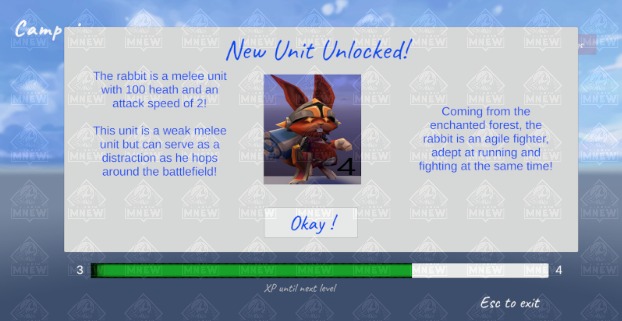 Camp
New Unit Unlocked!
The rabbit is a melee unit
with 100 heath and an
attack speed of 2!
This unit is a weak melee
unit but can serve as a
distraction as he hops
around the battlefield!
4
Coming from the
enchanted forest, the
rabbit is an agile fighter,
adept at running and
fighting at the same time!
Okay !
3
4
XP until next level
Esc to exit
MNEW